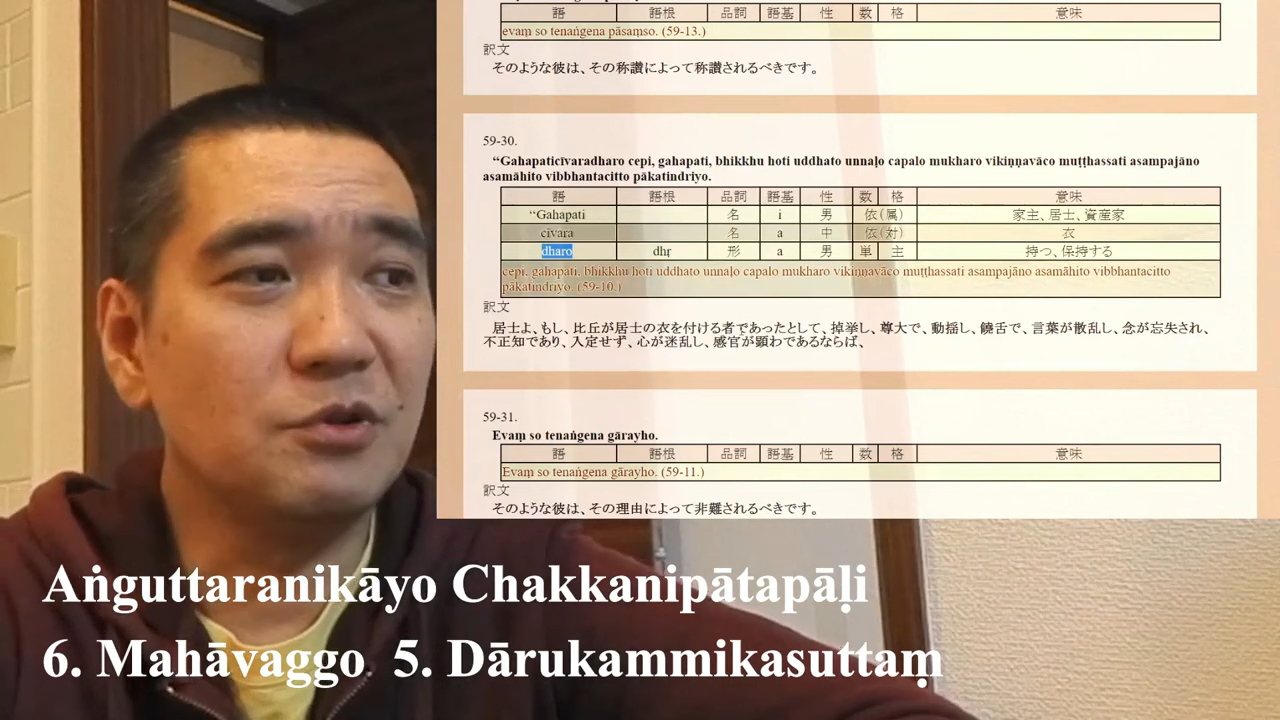 語 語根 品詞 語基 性 数 格 意味
evaṃ so tenaṅgena pāsaṃso. (59-13.)
訳文
そのような彼は、その称讃によって称讃されるべきです。
59-30.
“Gahapaticīvaradharo cepi, gahapati, bhikkhu hoti uddhato unnaḷo capalo mukharo vikiṇṇavāco muṭṭhassati asampajāno
asamāhito vibbhantacitto pākatindriyo.
語 語根 品詞 語基 性 数 格 意味
“Gahapati 名 i 男 依(属) 家主、居士、資産家
cīvara 名 a 中 依(対) 衣
dharo dhṛ 形 a 男 単 主 持つ、保持する
cepi, gahapati, bhikkhu hoti uddhato unnaḷo capalo mukharo vikiṇṇavāco muṭṭhassati asampajāno asamāhito vibbhantacitto
pākatindriyo. (59-10.)
訳文
居士よ、もし、比丘が居士の衣を付ける者であったとして、掉挙し、尊大で、動揺し、饒舌で、言葉が散乱し、念が忘失され、
不正知であり、入定せず、心が迷乱し、感官が顕わであるならば、
59-31.
Evaṃ so tenaṅgena gārayho.
語 語根 品詞 語基 性 数 格 意味
Evaṃ so tenaṅgena gārayho. (59-11.)
訳文
そのような彼は、その理由によって非難されるべきです。
Aṅguttaranikāyo Chakkanipātapāḷi
6. Mahāvaggo 5. Dārukammikasuttaṃ